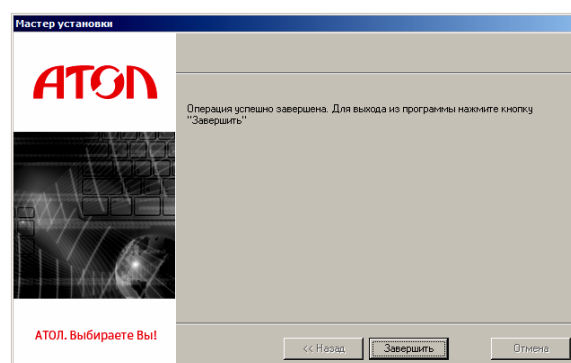 Мастер установки
АТОЛ
Операция успешно завершена. Для выхода из программы нажмите кнопку
"Завершить"
АТОЛ. Выбираете Вы!
<< Назад
Завершить
Отмена